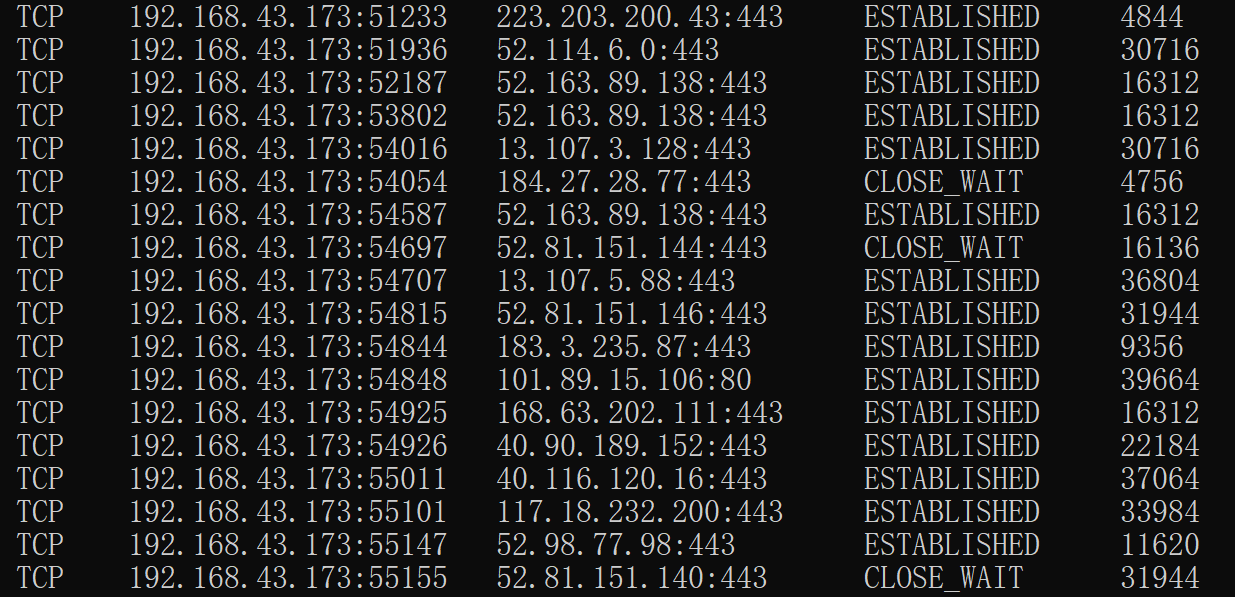 TCP 192.168.43.173:51233 223.203.200.43:443 ESTABLISHED 4844
TCP 192.168.43.173:51936 52.114.6.0:443 ESTABLISHED 30716
TCP 192.168.43.173:52187 52.163.89.138:443 ESTABLISHED 16312
TCP 192.168.43.173:53802 52.163.89.138:443 ESTABLISHED 16312
TCP 192.168.43.173:54016 13.107.3.128:443 ESTABLISHED 30716
TCP 192.168.43.173:54054 184.27.28.77:443 CLOSE_WAIT 4756
TCP 192.168.43.173:54587 52.163.89.138:443 ESTABLISHED 16312
TCP 192.168.43.173:54697 52.81.151.144:443 CLOSE_WAIT 16136
TCP 192.168.43.173:54707 13.107.5.88:443 ESTABLISHED 36804
TCP 192.168.43.173:54815 52.81.151.146:443 ESTABLISHED 31944
TCP 192.168.43.173:54844 183.3.235.87:443 ESTABLISHED 9356
TCP 192.168.43.173:54848 101.89.15.106:80 ESTABLISHED 39664
TCP 192.168.43.173:54925 168.63.202.111:443 ESTABLISHED 16312
TCP 192.168.43.173:54926 40.90.189.152:443 ESTABLISHED 22184
TCP 192.168.43.173:55011 40.116.120.16:443 ESTABLISHED 37064
TCP 192.168.43.173:55101 117.18.232.200:443 ESTABLISHED 33984
TCP 192.168.43.173:55147 52.98.77.98:443 ESTABLISHED 11620
TCP 192.168.43.173:55155 52.81.151.140:443 CLOSE_WAIT 31944